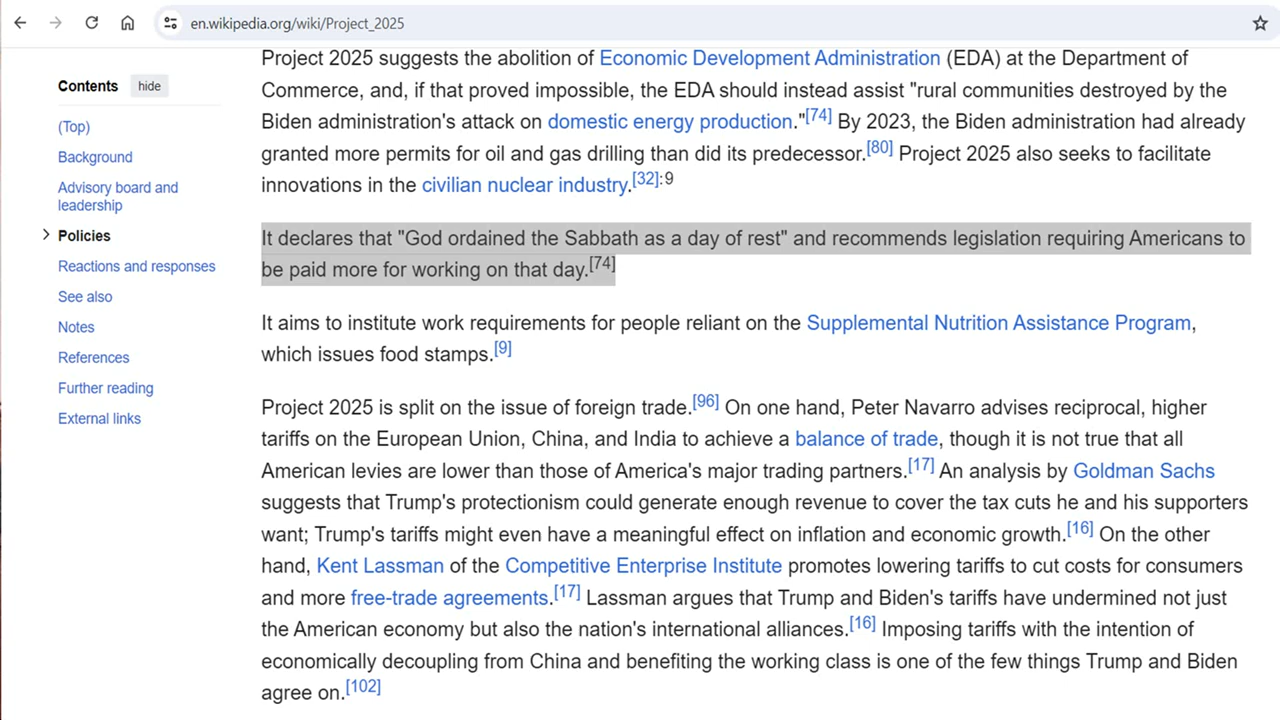 en.wikipedia.org/wiki/Project_2025
Contents hide
(Top)
Background
Advisory board and
leadership
Policies
Reactions and responses
See also
Notes
References
Further reading
External links
Project 2025 suggests the abolition of Economic Development Administration (EDA) at the Department of
Commerce, and, if that proved impossible, the EDA should instead assist "rural communities destroyed by the
Biden administration's attack on domestic energy production."[74] By 2023, the Biden administration had already
granted more permits for oil and gas drilling than did its predecessor.[80] Project 2025 also seeks to facilitate
innovations in the civilian nuclear industry.[32]:9
It declares that "God ordained the Sabbath as a day of rest" and recommends legislation requiring Americans to
be paid more for working on that day.[74]
It aims to institute work requirements for people reliant on the Supplemental Nutrition Assistance Program,
which issues food stamps.[9]
Project 2025 is split on the issue of foreign trade.[96] On one hand, Peter Navarro advises reciprocal, higher
tariffs on the European Union, China, and India to achieve a balance of trade, though it is not true that all
American levies are lower than those of America's major trading partners.[17] An analysis by Goldman Sachs
suggests that Trump's protectionism could generate enough revenue to cover the tax cuts he and his supporters
want; Trump's tariffs might even have a meaningful effect on inflation and economic growth.[16] On the other
hand, Kent Lassman of the Competitive Enterprise Institute promotes lowering tariffs to cut costs for consumers
and more free-trade agreements.[17] Lassman argues that Trump and Biden's tariffs have undermined not just
the American economy but also the nation's international alliances.[16] Imposing tariffs with the intention of
economically decoupling from China and benefiting the working class is one of the few things Trump and Biden
agree on.[102]